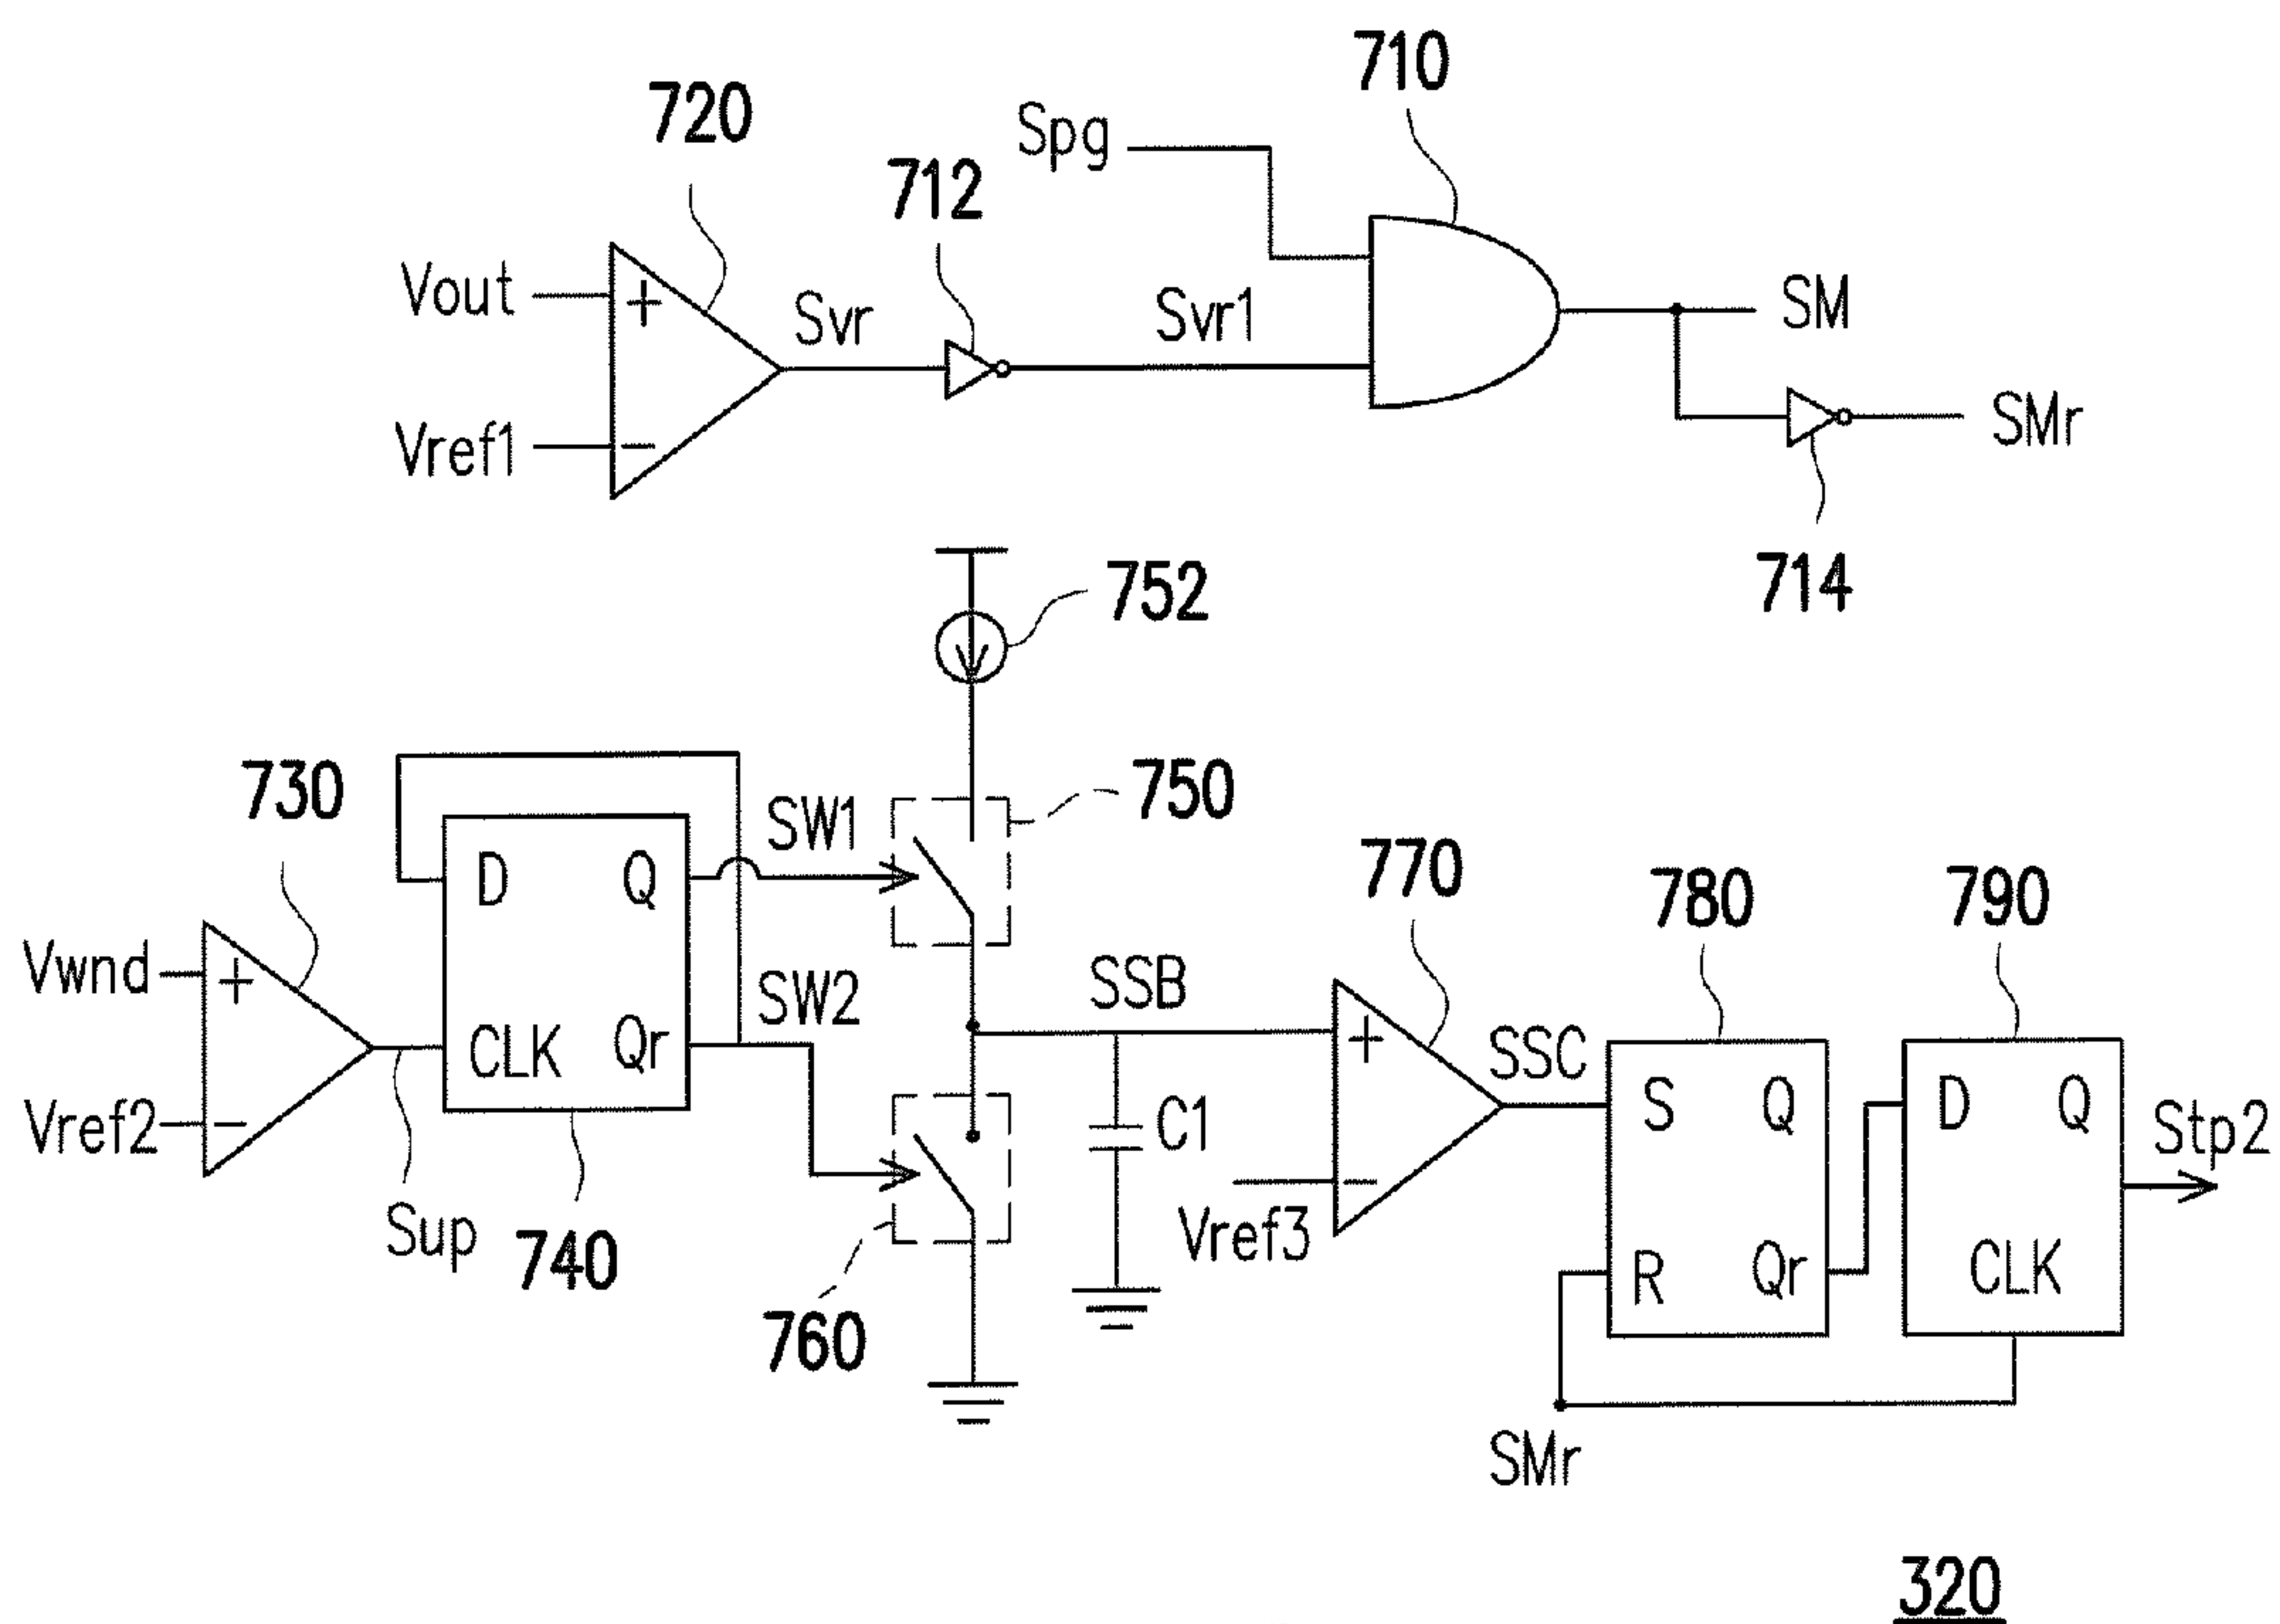 710
720
Spg
712
Vout
+
Svr
Svr1
SM
Vref1
−
SMr
714
752
730
750
SW1
770
780
790
D
Q
Vwnd
+
SW2
SSB
CLK
Qr
+
SSC
S
Q
D
Q
Vref2
−
C1
Stp2
Sup
740
Vref3
−
R
Qr
CLK
760
SMr
320